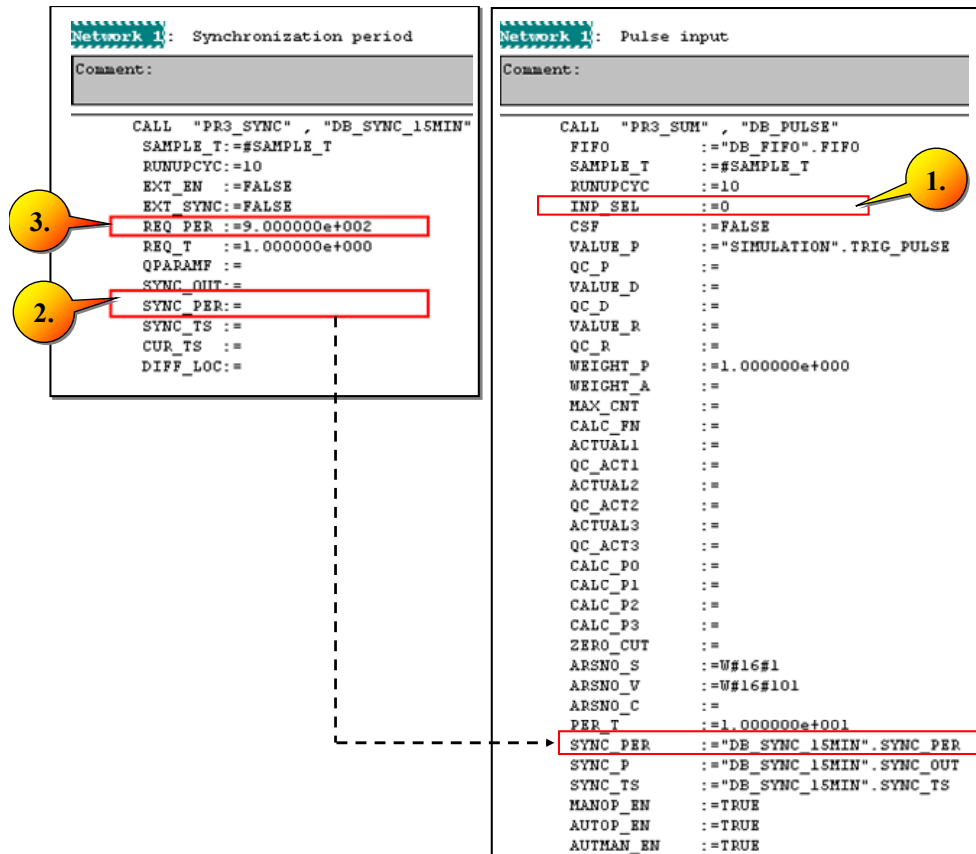 Network 1: Synchronization period
Comment:
CALL "PR3_SYNC" , "DB_SYNC_15MIN"
SAMPLE_T:=#SAMPLE_T
RUNUPCYC:=10
EXT_EN :=FALSE
EXT_SYNC:=FALSE
3.
REQ_PER :=9.000000e+002
REQ_T :=1.000000e+000
QPARAMF :=
SYNC_OUT:=
2.
SYNC_PER:=
SYNC_TS :=
CUR_TS :=
DIFF_LOC:=
Network 1: Pulse input
Comment:
CALL "PR3_SUM" , "DB_PULSE"
FIFO :="DB_FIFO".FIFO
SAMPLE_T :=#SAMPLE_T
RUNUPCYC :=10
1.
INP_SEL :=0
CSF :=FALSE
VALUE_P :="SIMULATION".TRIG_PULSE
QC_P :=
VALUE_D :=
QC_D :=
VALUE_R :=
QC_R :=
WEIGHT_P :=1.000000e+000
WEIGHT_A :=
MAX_CNT :=
CALC_FN :=
ACTUAL1 :=
QC_ACT1 :=
ACTUAL2 :=
QC_ACT2 :=
ACTUAL3 :=
QC_ACT3 :=
CALC_P0 :=
CALC_P1 :=
CALC_P2 :=
CALC_P3 :=
ZERO_CUT :=
ARSNO_S :=W#16#1
ARSNO_V :=W#16#101
ARSNO_C :=
PER_T :=1.000000e+001
SYNC_PER :="DB_SYNC_15MIN".SYNC_PER
SYNC_P :="DB_SYNC_15MIN".SYNC_OUT
SYNC_TS :="DB_SYNC_15MIN".SYNC_TS
MANOP_EN :=TRUE
AUTOP_EN :=TRUE
AUTMAN_EN :=TRUE